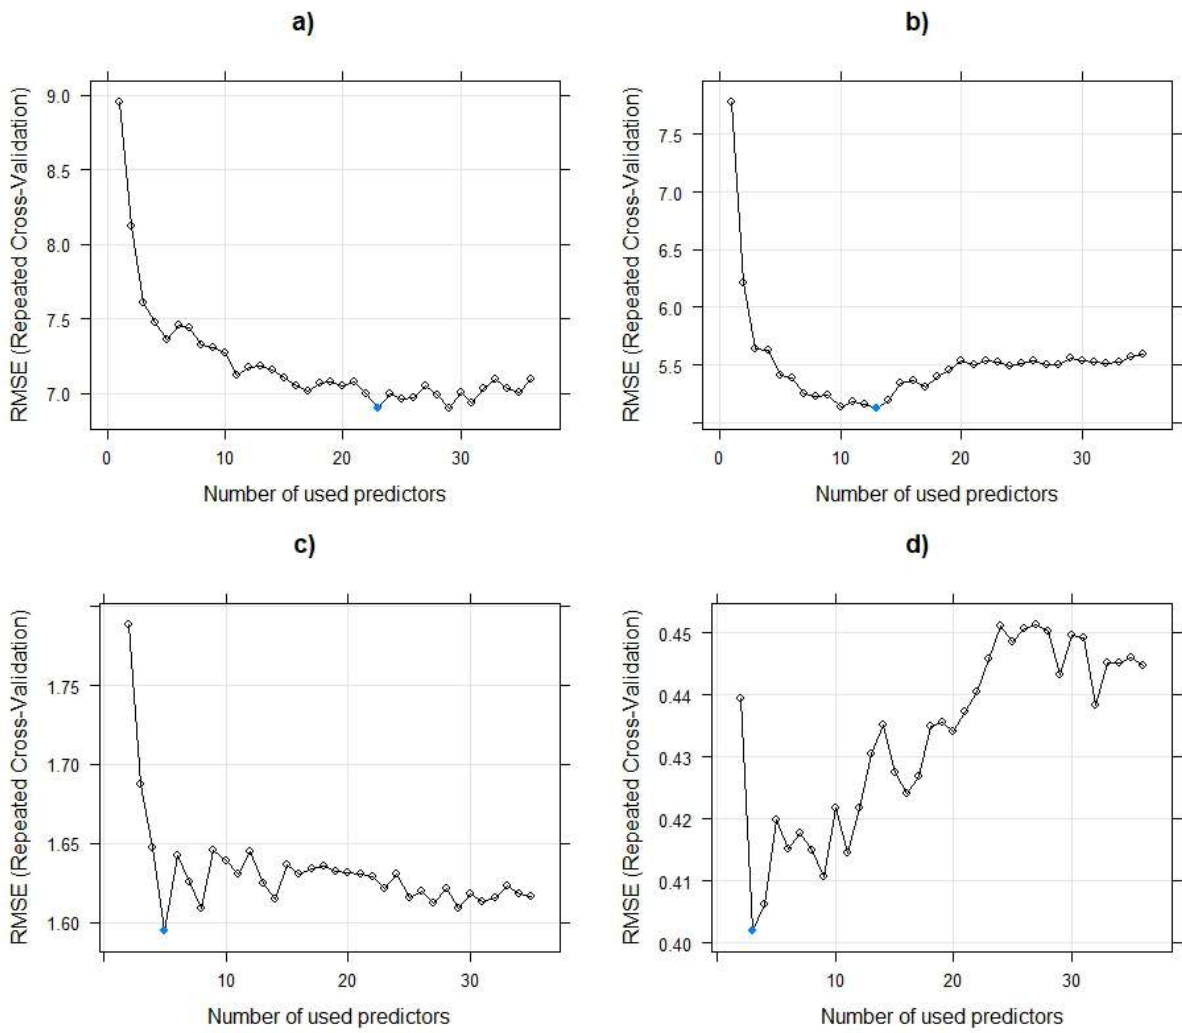 a)
RMSE (Repeated Cross-Validation)
9.0
8.5
8.0
7.5
7.0
0 10 20 30
Number of used predictors
b)
RMSE (Repeated Cross-Validation)
7.5
7.0
6.5
6.0
5.5
0 10 20 30
Number of used predictors
c)
RMSE (Repeated Cross-Validation)
1.75
1.70
1.65
1.60
10 20 30
Number of used predictors
d)
RMSE (Repeated Cross-Validation)
0.45
0.44
0.43
0.42
0.41
0.40
10 20 30
Number of used predictors